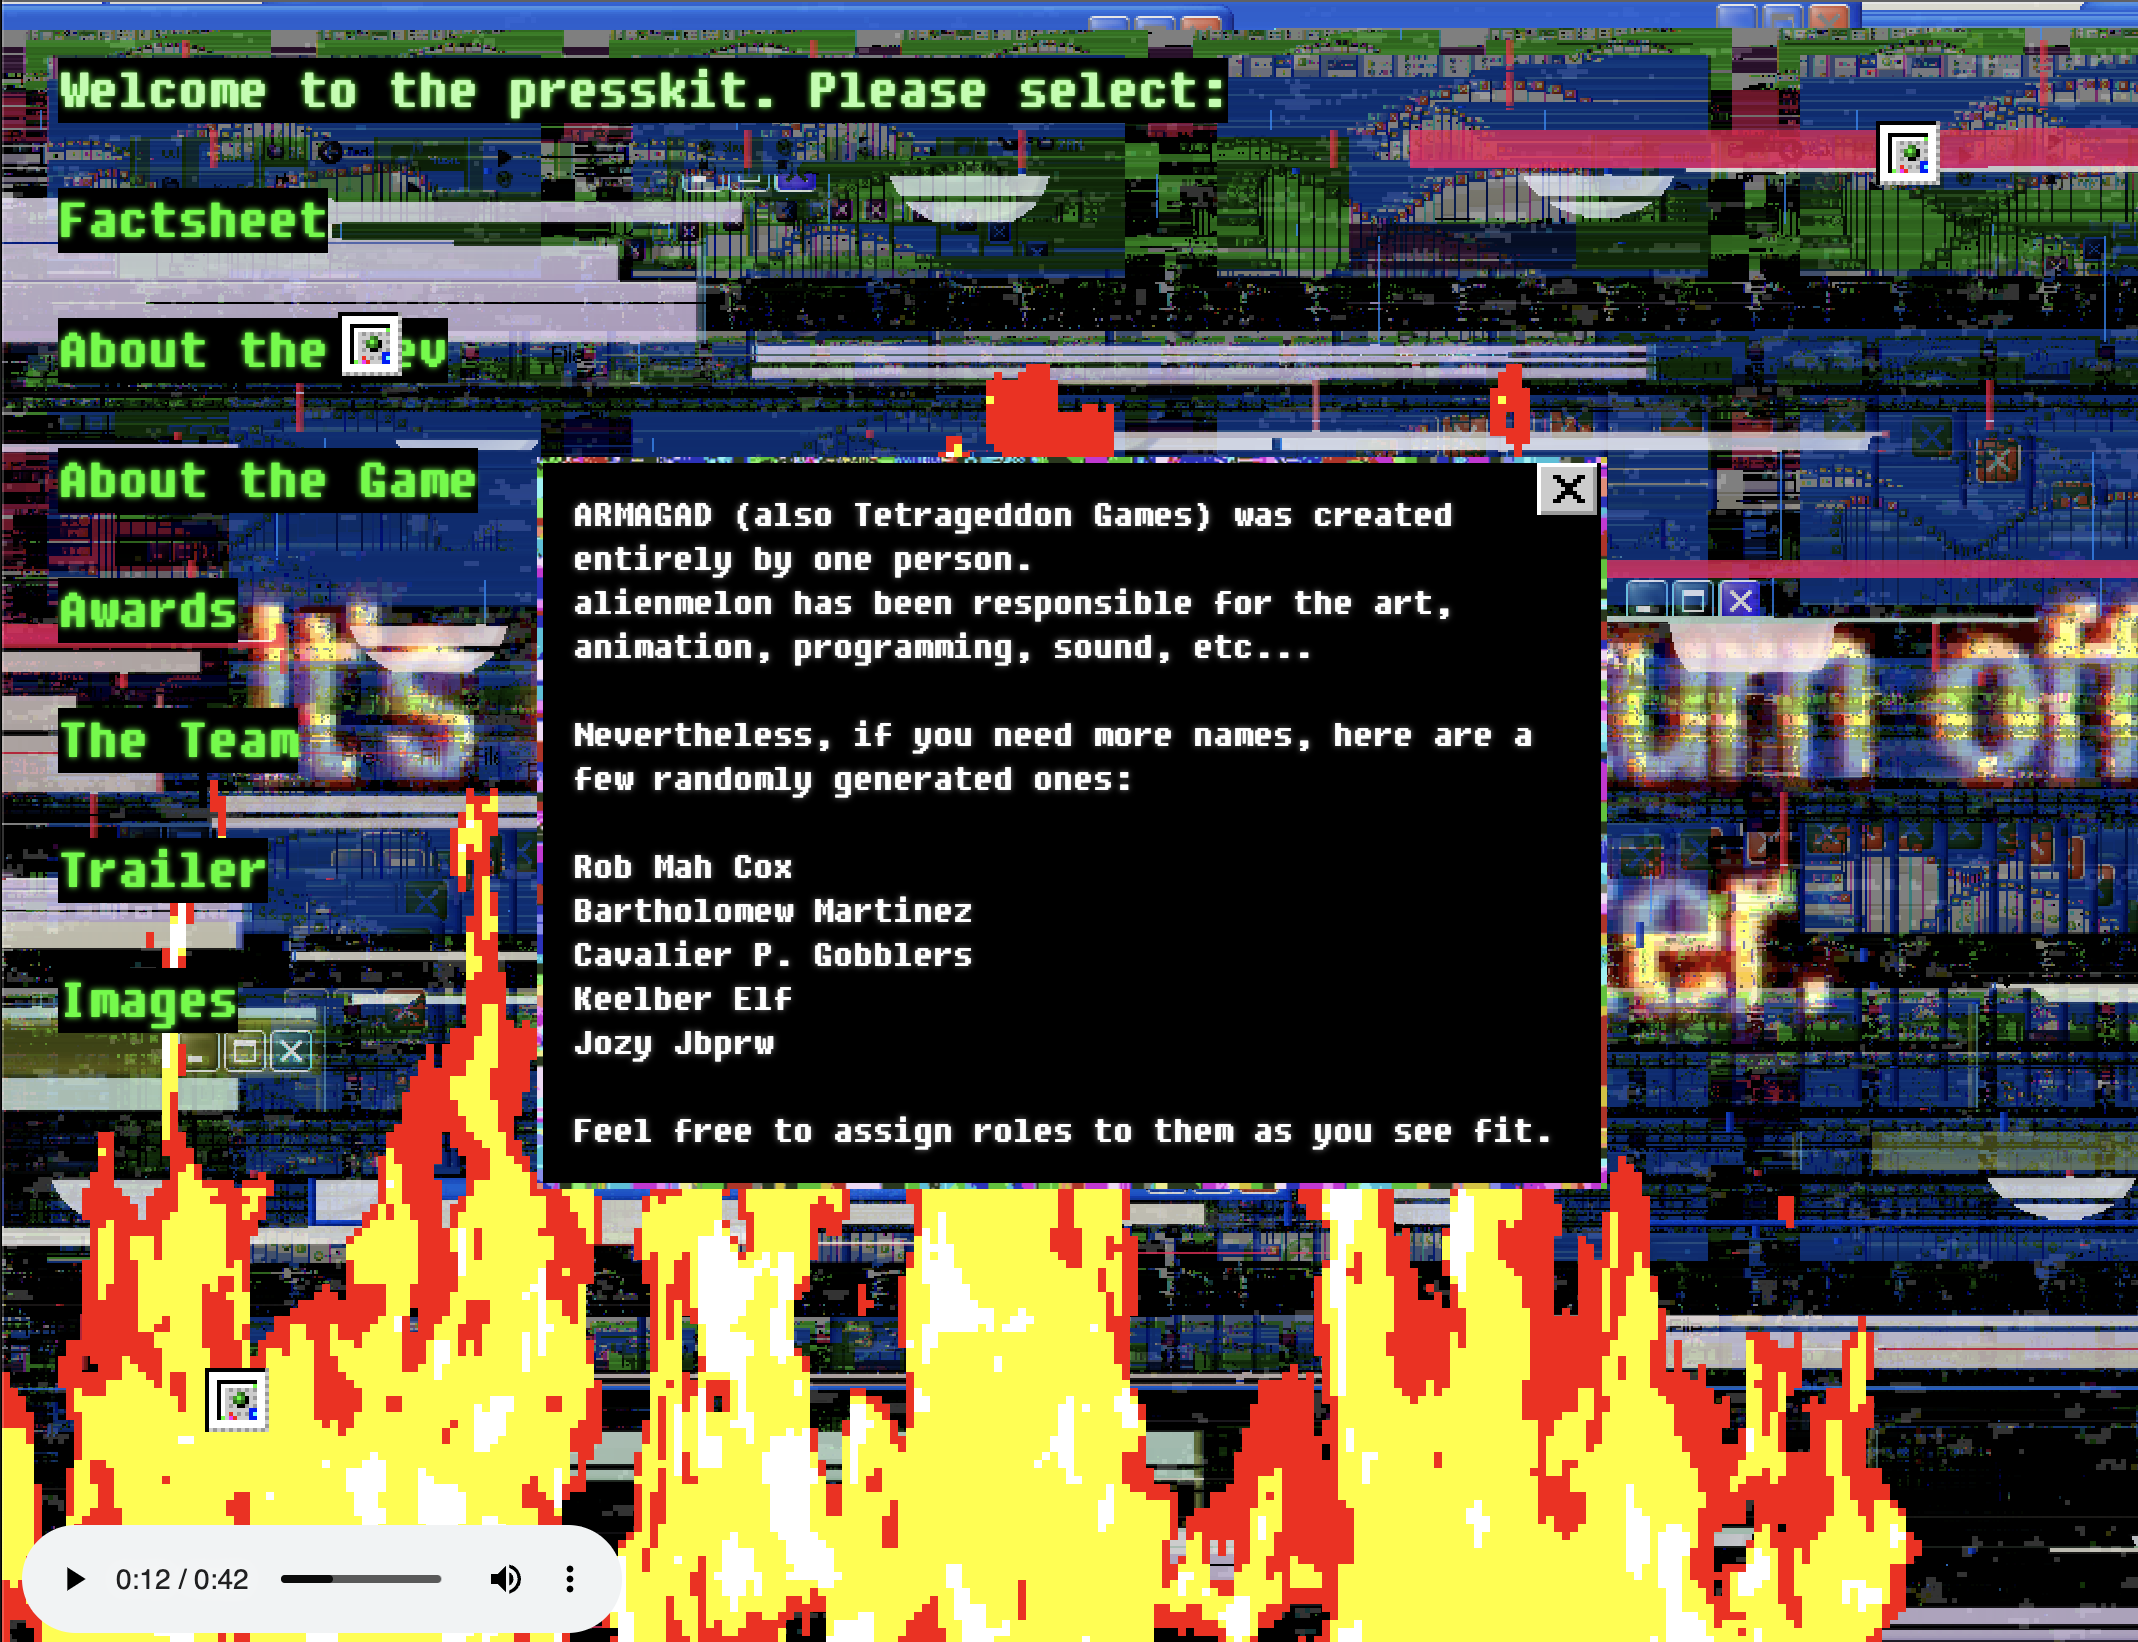 Welcome to the presskit. Please select:
Factsheet
About the ev
About the Game
Awards
The Team
Trailer
Images
ARMAGAD (also Tetrageddon Games) was created
entirely by one person.
alienmelon has been responsible for the art,
animation, programming, sound, etc...
Nevertheless, if you need more names, here are a
few randomly generated ones:
Rob Mah Cox
Bartholomew Martinez
Cavalier P. Gobblers
Keelber Elf
Jozy Jbprw
Feel free to assign roles to them as you see fit.
0:12 / 0:42